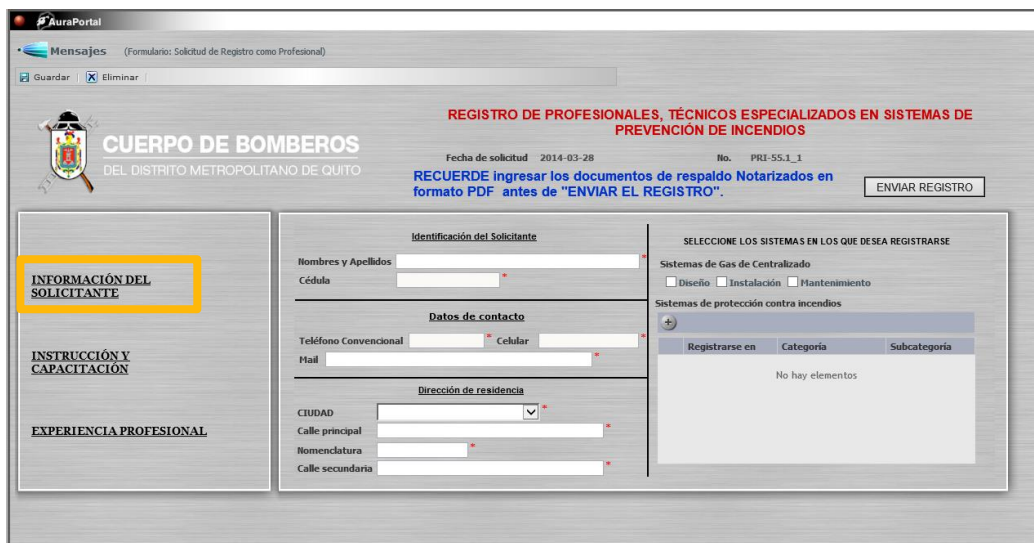 AuraPortal
Mensajes (Formulario: Solicitud de Registro como Profesional)
Guardar Eliminar
CUERPO DE BOMBEROS
DEL DISTRITO METROPOLITANO DE QUITO
REGISTRO DE PROFESIONALES, TÉCNICOS ESPECIALIZADOS EN SISTEMAS DE
PREVENCIÓN DE INCENDIOS
Fecha de solicitud 2014-03-28 No. PRI-55.1_1
RECUERDE ingresar los documentos de respaldo Notarizados en
formato PDF antes de "ENVIAR EL REGISTRO".
ENVIAR REGISTRO
INFORMACIÓN DEL
SOLICITANTE
INSTRUCCIÓN Y
CAPACITACIÓN
EXPERIENCIA PROFESIONAL
Identificación del Solicitante
Nombres y Apellidos *
Cédula *
Datos de contacto
Teléfono Convencional * Celular *
Mail *
Dirección de residencia
CIUDAD *
Calle principal *
Nomenclatura *
Calle secundaria *
SELECCIONE LOS SISTEMAS EN LOS QUE DESEA REGISTRARSE
Sistemas de Gas de Centralizado
Diseño Instalación Mantenimiento
Sistemas de protección contra incendios
Registrarse en Categoría Subcategoría
No hay elementos